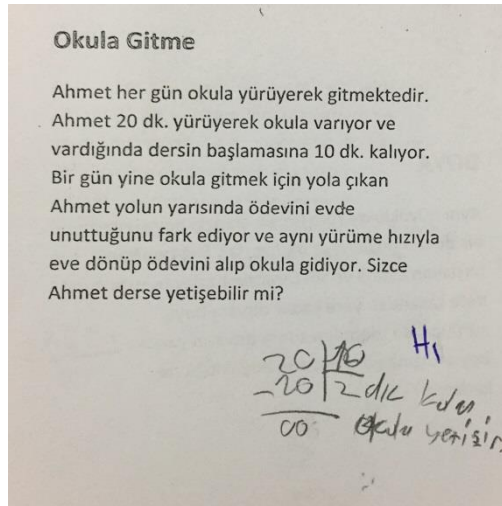 Okula Gitme
Ahmet her gün okula yürüyerek gitmektedir.
Ahmet 20 dk. yürüyerek okula varıyor ve
vardığında dersin başlamasına 10 dk. kalıyor.
Bir gün yine okula gitmek için yola çıkan
Ahmet yolun yarısında ödevini evde
unuttuğunu fark ediyor ve aynı yürüme hızıyla
eve dönüp ödevini alıp okula gidiyor. Sizce
Ahmet derse yetişebilir mi?
H1
20 10
-20 2 dk
00 yetişir